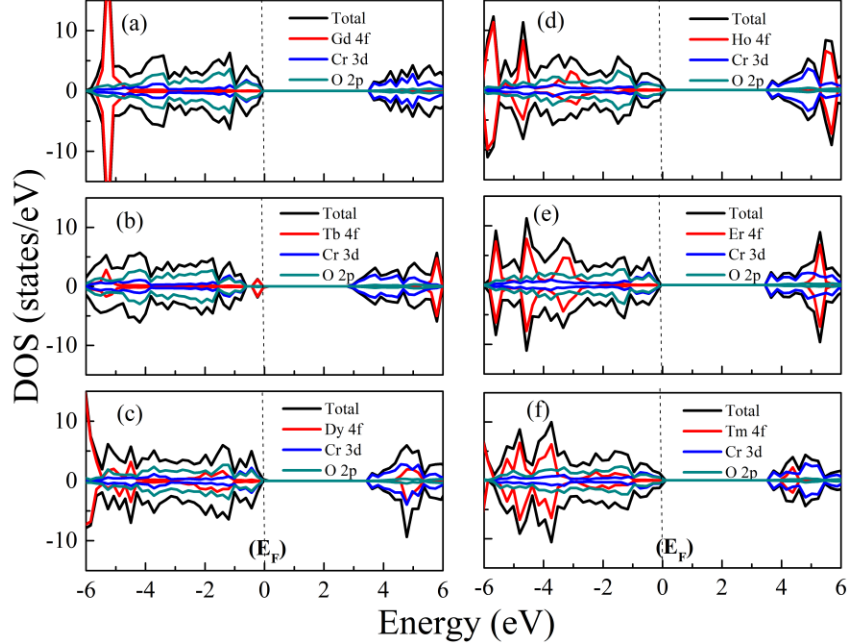 DOS (states/eV)
(a)
Total
Gd 4f
Cr 3d
O 2p
10
0
-10
(b)
Total
Tb 4f
Cr 3d
O 2p
10
0
-10
(c)
Total
Dy 4f
Cr 3d
O 2p
10
0
-10
(E_F)
-6 -4 -2 0 2 4 6
(d)
Total
Ho 4f
Cr 3d
O 2p
(e)
Total
Er 4f
Cr 3d
O 2p
(f)
Total
Tm 4f
Cr 3d
O 2p
(E_F)
-6 -4 -2 0 2 4 6
Energy (eV)